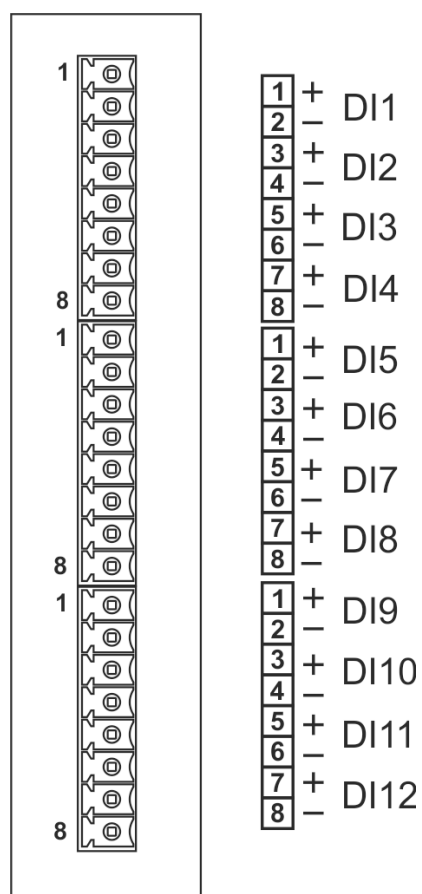 1
8
1
8
1
8
1 + DI1
2 –
3 + DI2
4 –
5 + DI3
6 –
7 + DI4
8 –
1 + DI5
2 –
3 + DI6
4 –
5 + DI7
6 –
7 + DI8
8 –
1 + DI9
2 –
3 + DI10
4 –
5 + DI11
6 –
7 + DI12
8 –